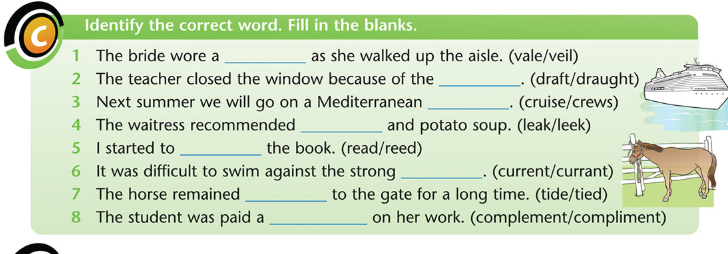 C Identify the correct word. Fill in the blanks.
1 The bride wore a __________ as she walked up the aisle. (vale/veil)
2 The teacher closed the window because of the __________. (draft/draught)
3 Next summer we will go on a Mediterranean __________. (cruise/crews)
4 The waitress recommended __________ and potato soup. (leak/leek)
5 I started to __________ the book. (read/reed)
6 It was difficult to swim against the strong __________. (current/currant)
7 The horse remained __________ to the gate for a long time. (tide/tied)
8 The student was paid a __________ on her work. (complement/compliment)